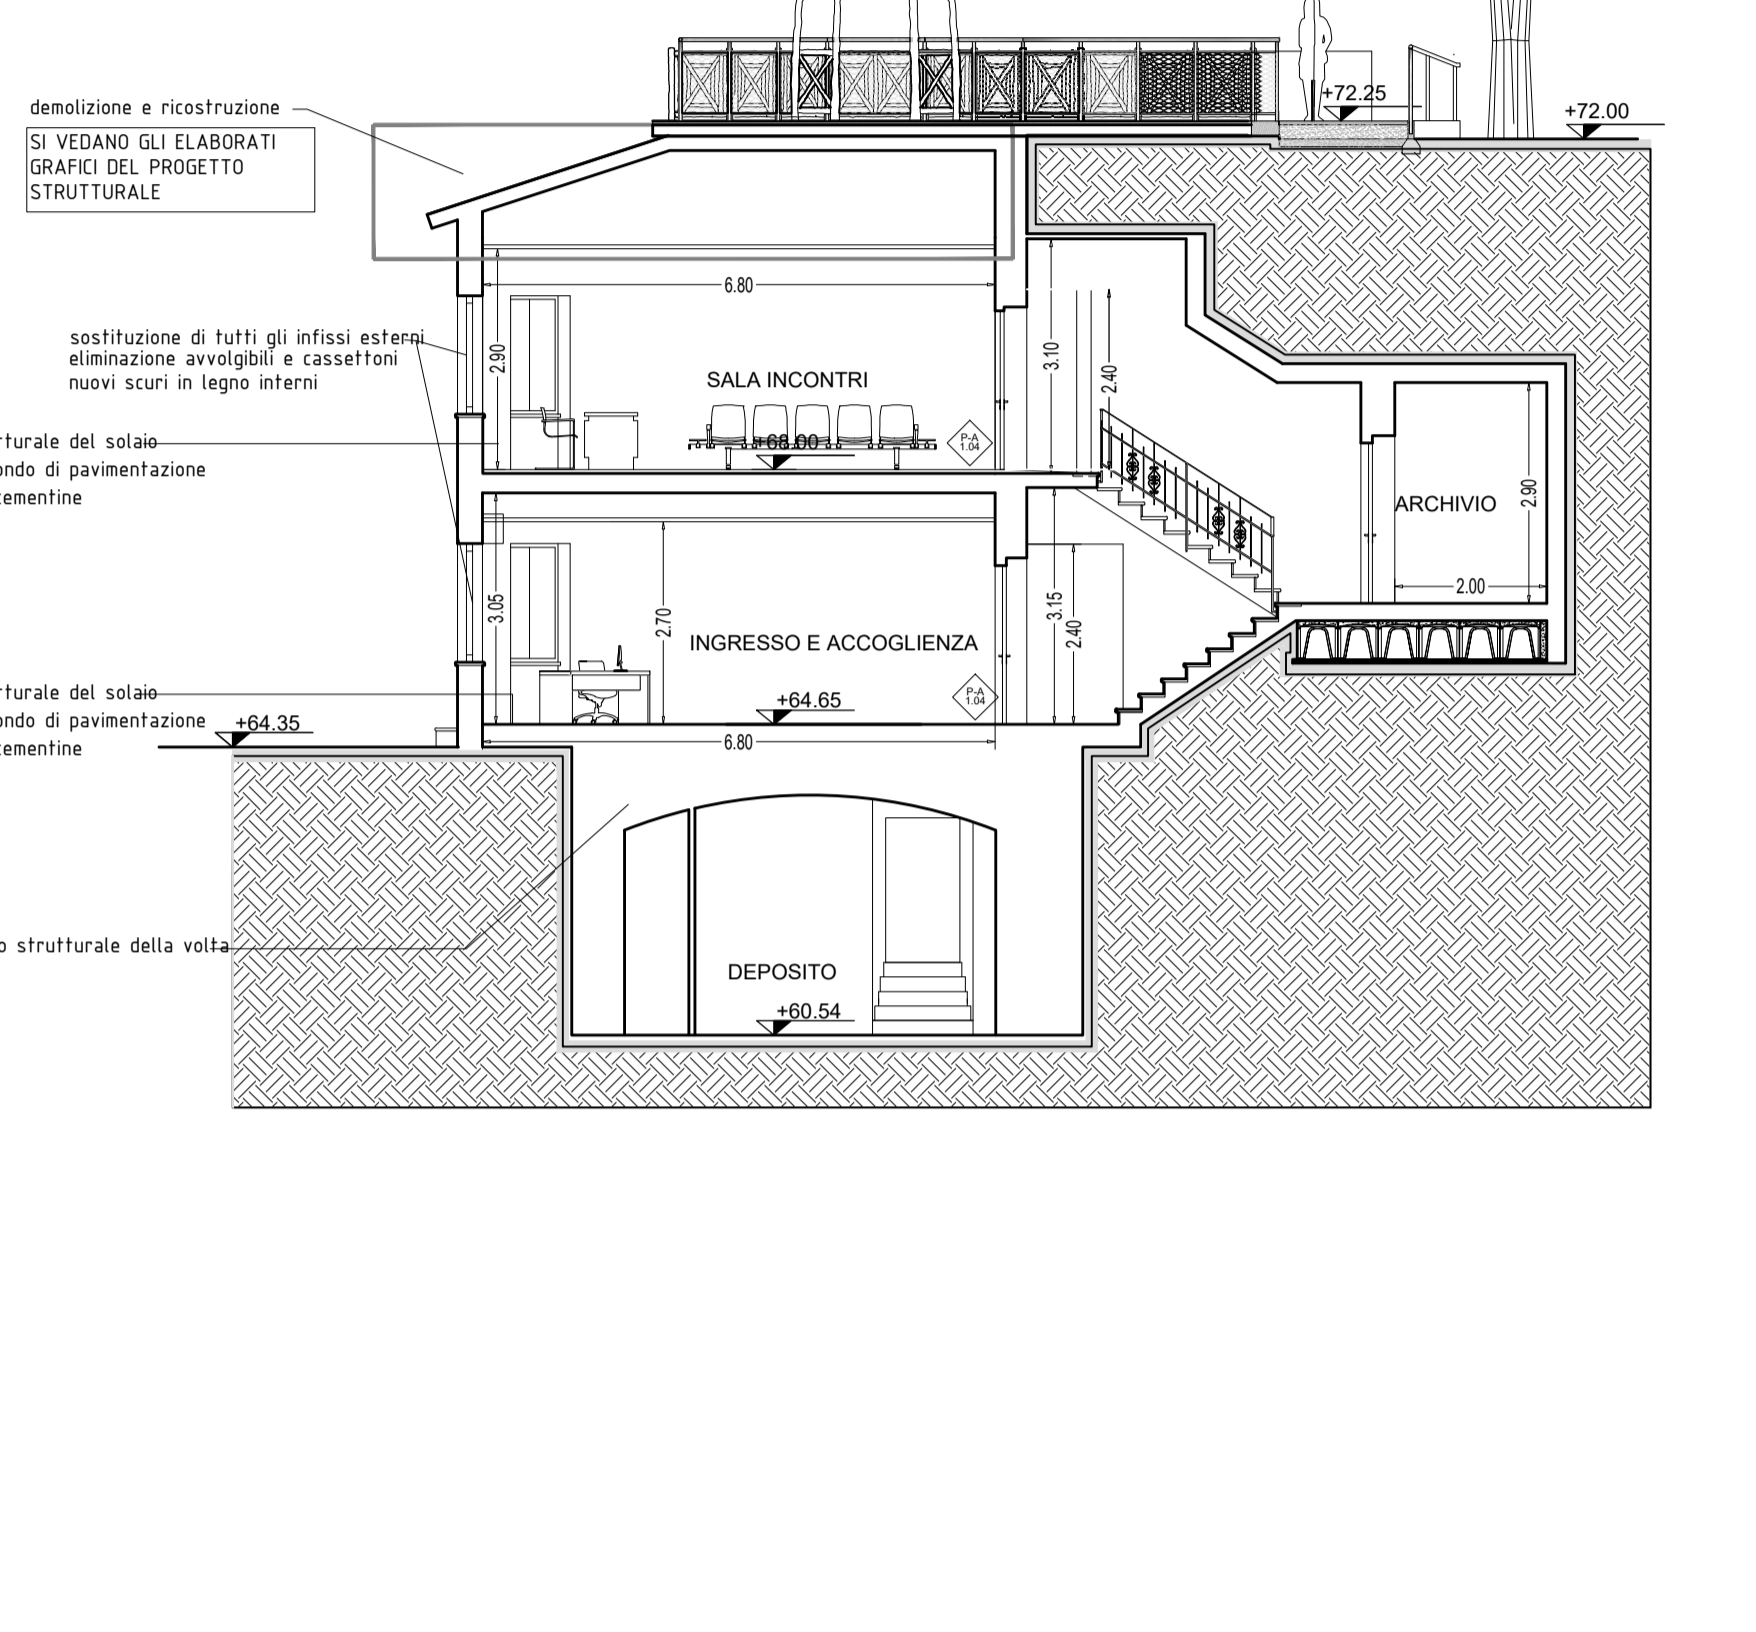 +72.25
+72.00
demolizione e ricostruzione
SI VEDANO GLI ELABORATI
GRAFICI DEL PROGETTO
STRUTTURALE
6.80
sostituzione di tutti gli infissi esterni
eliminazione avvolgibili e cassettoni
nuovi scuri in legno interni
2.90
3.10
2.40
SALA INCONTRI
+68.00
P-A
1.04
tturale del solaio
ondo di pavimentazione
cementine
ARCHIVIO
2.90
2.00
3.05
2.70
3.15
2.40
INGRESSO E ACCOGLIENZA
P-A
1.04
+64.65
tturale del solaio
ondo di pavimentazione
cementine
+64.35
6.80
o strutturale della volta
DEPOSITO
+60.54